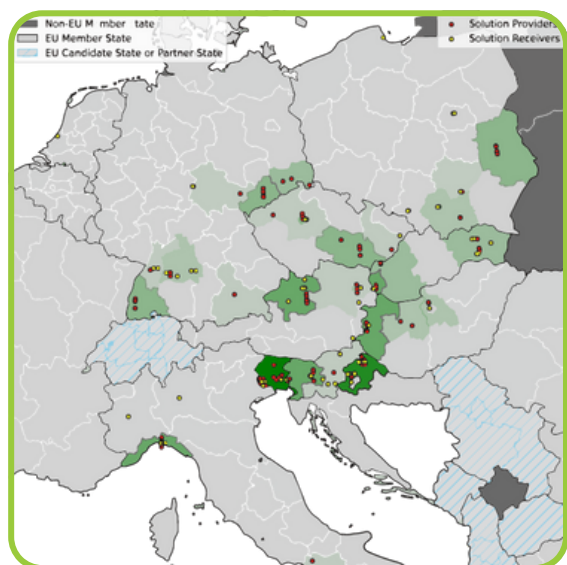 Non-EU M mber tate
EU Member State
EU Candidate State or Partner State
Solution Providers
Solution Receivers